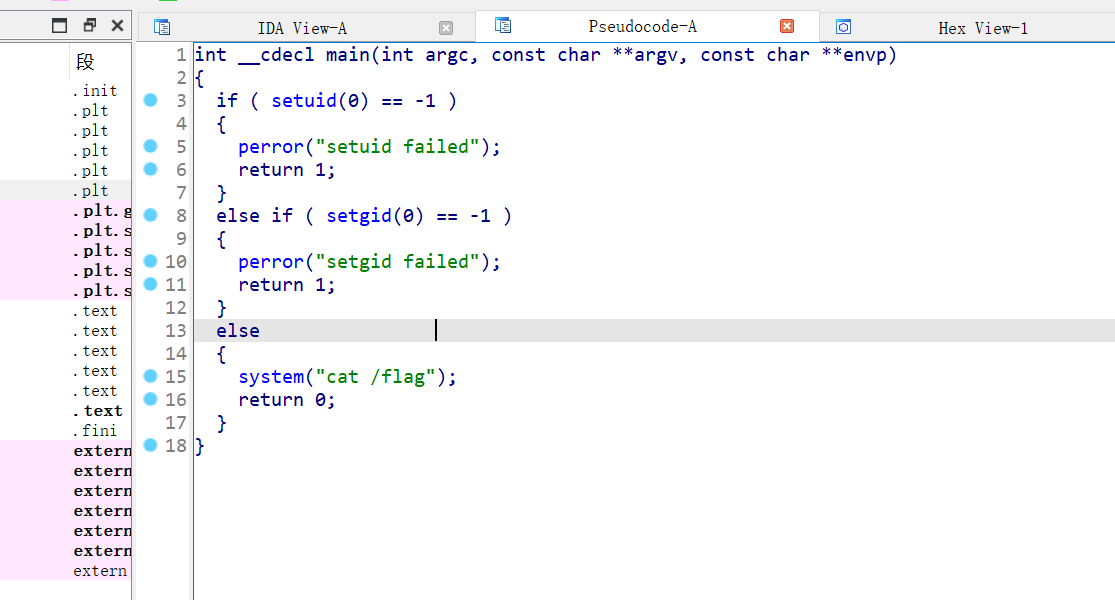 IDA View-A
Pseudocode-A
Hex View-1
段
.init
.plt
.plt
.plt
.plt
.plt
.plt.g
.plt.s
.plt.s
.plt.s
.plt.s
.text
.text
.text
.text
.text
.text
.fini
extern
extern
extern
extern
extern
extern
extern
1 int __cdecl main(int argc, const char **argv, const char **envp)
2 {
3   if ( setuid(0) == -1 )
4   {
5     perror("setuid failed");
6     return 1;
7   }
8   else if ( setgid(0) == -1 )
9   {
10     perror("setgid failed");
11     return 1;
12   }
13   else
14   {
15     system("cat /flag");
16     return 0;
17   }
18 }